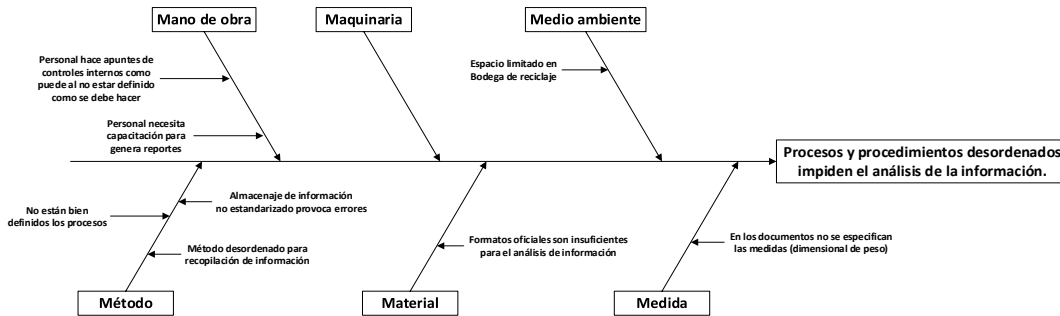 Mano de obra
Maquinaria
Medio ambiente
Personal hace apuntes de
controles internos como
puede al no estar definido
como se debe hacer
Espacio limitado en
Bodega de reciclaje
Personal necesita
capacitación para
genera reportes
Procesos y procedimientos desordenados
impiden el análisis de la información.
Almacenaje de información
no estandarizado provoca errores
No están bien
definidos los procesos
Método desordenado para
recopilación de información
Formatos oficiales son insuficientes
para el análisis de información
En los documentos no se especifican
las medidas (dimensional de peso)
Método
Material
Medida